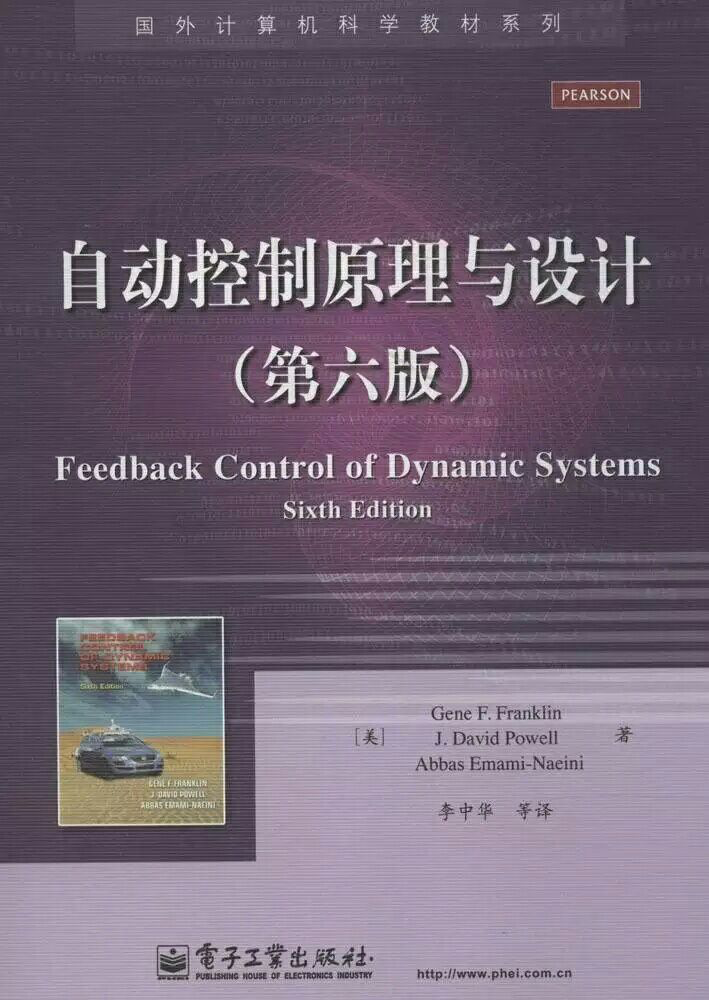 国外计算机科学教材系列
PEARSON
自动控制原理与设计
（第六版）
Feedback Control of Dynamic Systems
Sixth Edition
FEEDBACK
CONTROL
OF DYNAMIC
SYSTEMS
Sixth Edition
GENE F. FRANKLIN
J. DAVID POWELL
ABBAS EMAMI-NAEINI
Gene F. Franklin
[美] J. David Powell 著
Abbas Emami-Naeini
李中华 等译
電子工業出版社
PUBLISHING HOUSE OF ELECTRONICS INDUSTRY
http://www.phei.com.cn